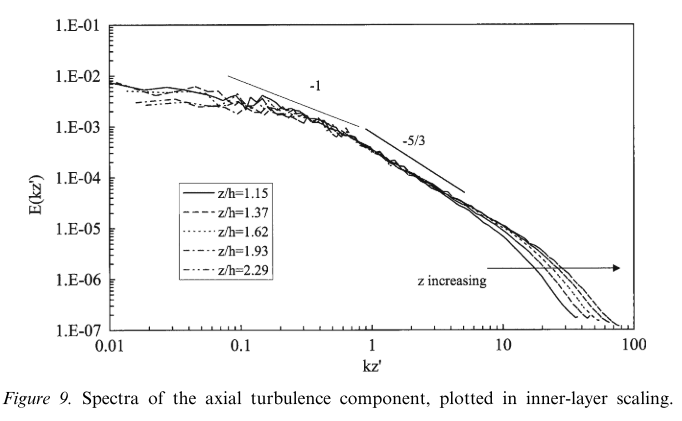 1.E-01
1.E-02
-1
1.E-03
-5/3
1.E-04
E(kz')
z/h=1.15
z/h=1.37
z/h=1.62
z/h=1.93
z/h=2.29
1.E-05
1.E-06
z increasing
1.E-07
0.01 0.1 1 10 100
kz'
Figure 9. Spectra of the axial turbulence component, plotted in inner-layer scaling.